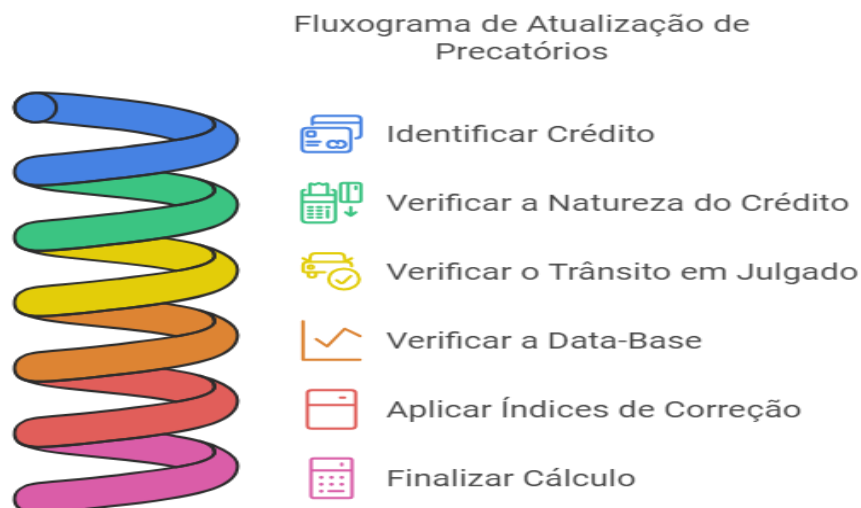 Fluxograma de Atualização de
Precatórios
Identificar Crédito
Verificar a Natureza do Crédito
Verificar o Trânsito em Julgado
Verificar a Data-Base
Aplicar Índices de Correção
Finalizar Cálculo